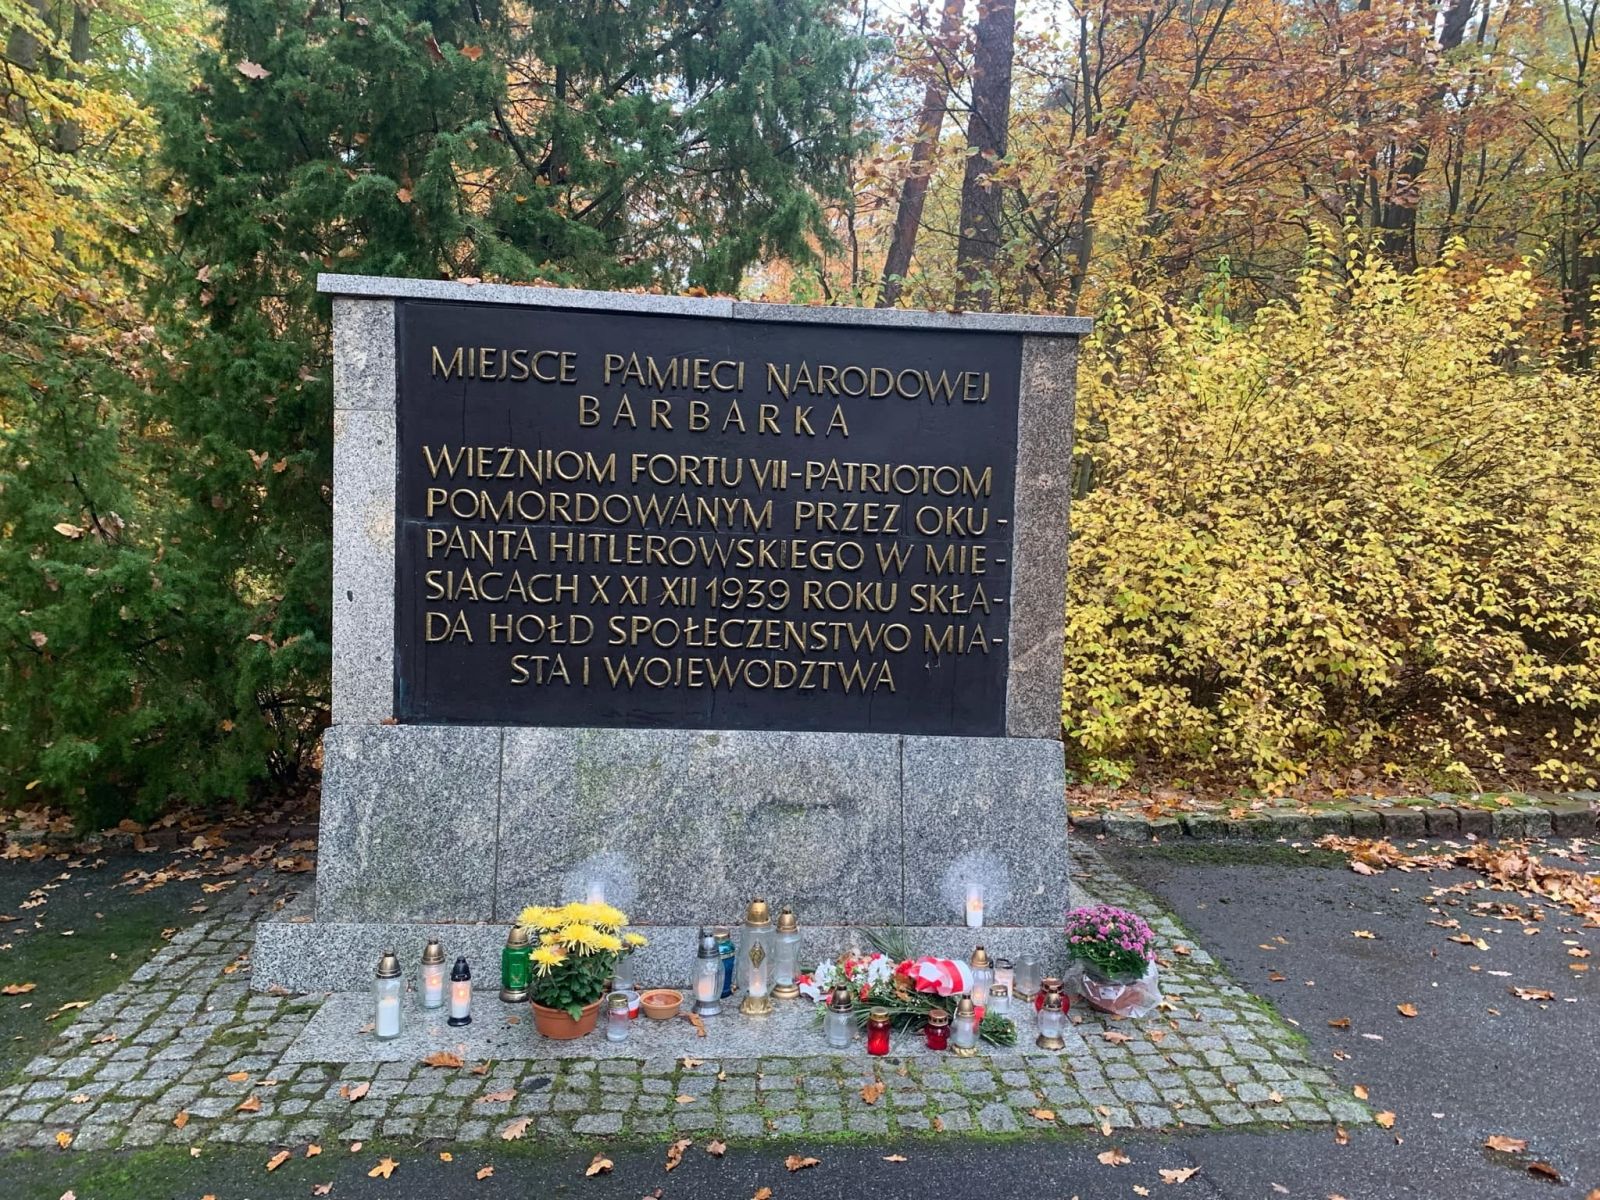 MIEJSCE PAMIĘCI NARODOWEJ
BARBARKA
WIĘŹNIOM FORTU VII-PATRIOTOM
POMORDOWANYM PRZEZ OKU-
PANTA HITLEROWSKIEGO W MIE-
SIĄCACH X XI XII 1939 ROKU SKŁA-
DA HOŁD SPOŁECZEŃSTWO MIA-
STA I WOJEWÓDZTWA